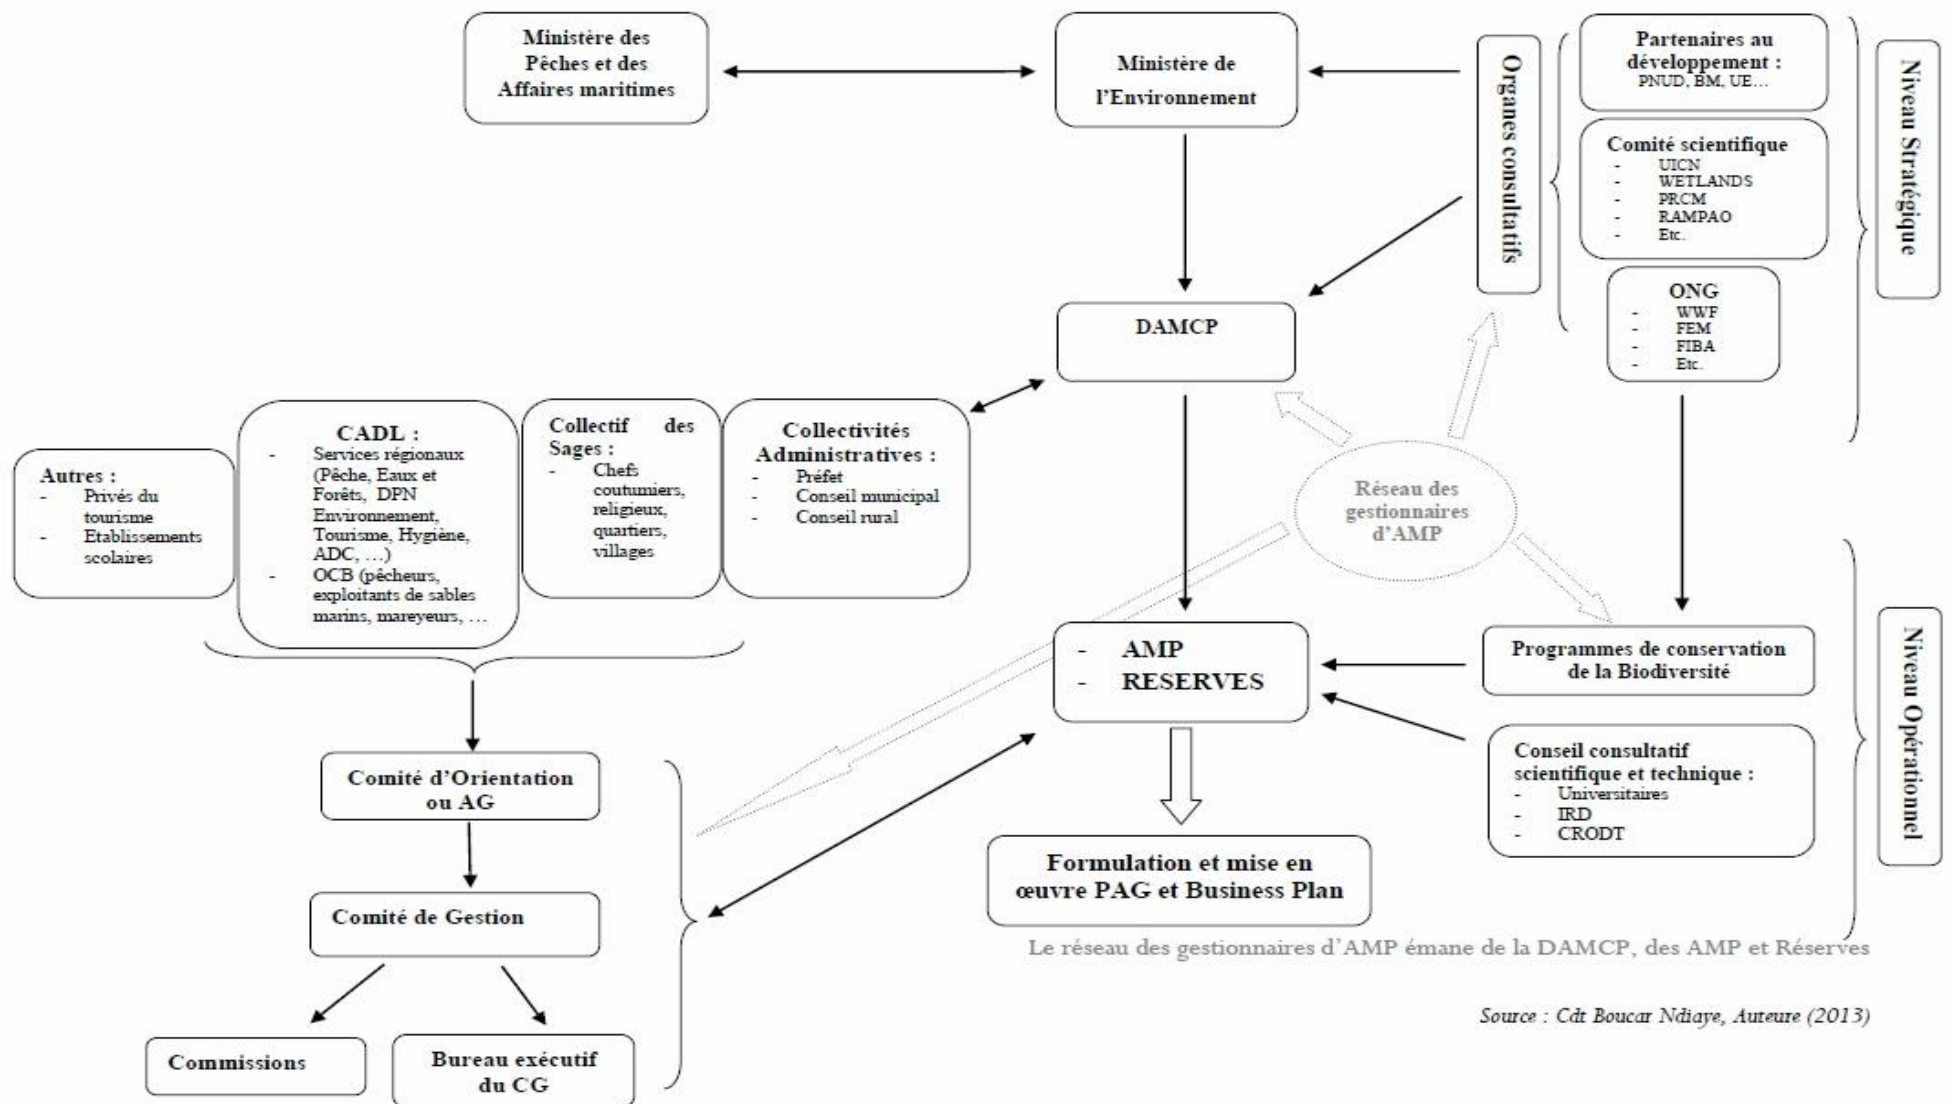 Ministère des
Pêches et des
Affaires maritimes
Ministère de
l'Environnement
Organes consultatifs
Partenaires au
développement :
PNUD, BM, UE…
Comité scientifique
- UICN
- WETLANDS
- PRCM
- RAMPAO
- Etc.
ONG
- WWF
- FEM
- FIBA
- Etc.
Niveau Stratégique
DAMCP
Autres :
- Privés du
tourisme
- Etablissements
scolaires
CADL :
- Services régionaux
(Pêche, Eaux et
Forêts, DPN
Environnement,
Tourisme, Hygiène,
ADC, …)
- OCB (pêcheurs,
exploitants de sables
marins, mareyeurs, …
Collectif des
Sages :
- Chefs
coutumiers,
religieux,
quartiers,
villages
Collectivités
Administratives :
- Préfet
- Conseil municipal
- Conseil rural
Réseau des
gestionnaires
d'AMP
- AMP
- RESERVES
Programmes de conservation
de la Biodiversité
Conseil consultatif
scientifique et technique :
- Universitaires
- IRD
- CRODT
Niveau Opérationnel
Comité d'Orientation
ou AG
Comité de Gestion
Commissions
Bureau exécutif
du CG
Formulation et mise en
œuvre PAG et Business Plan
Le réseau des gestionnaires d'AMP émane de la DAMCP, des AMP et Réserves
Source : Cdt Boucar Ndiaye, Auteure (2013)